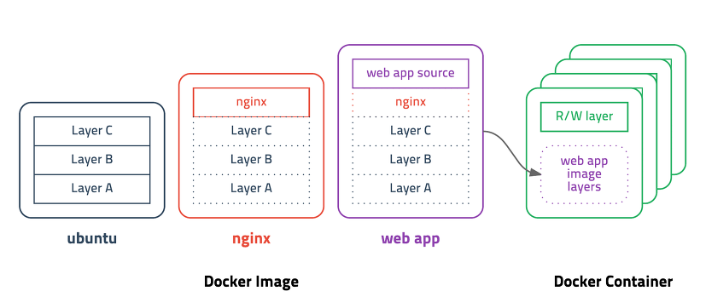 Layer C
Layer B
Layer A
ubuntu
nginx
Layer C
Layer B
Layer A
nginx
web app source
nginx
Layer C
Layer B
Layer A
web app
Docker Image
R/W layer
web app
image
layers
Docker Container